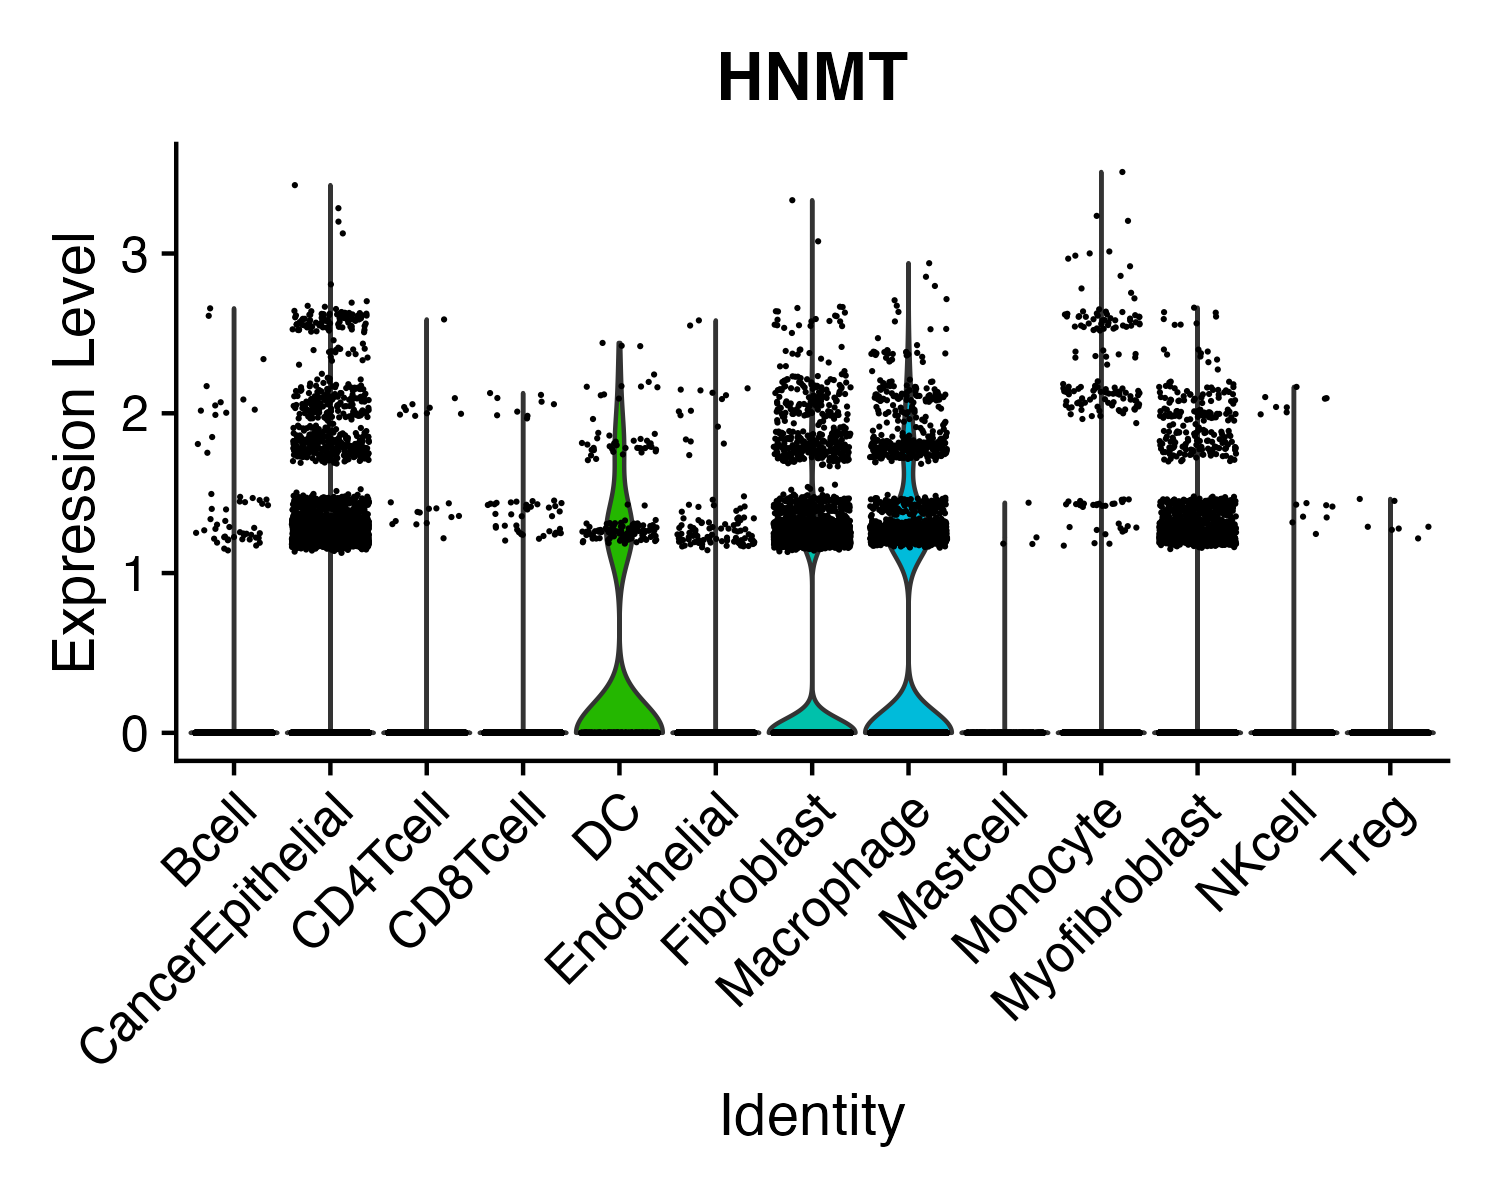 HNMT
Expression Level
3
2
1
0
Bcell
CancerEpithelial
CD4Tcell
CD8Tcell
DC
Endothelial
Fibroblast
Macrophage
Mastcell
Monocyte
Myofibroblast
NKcell
Treg
Identity